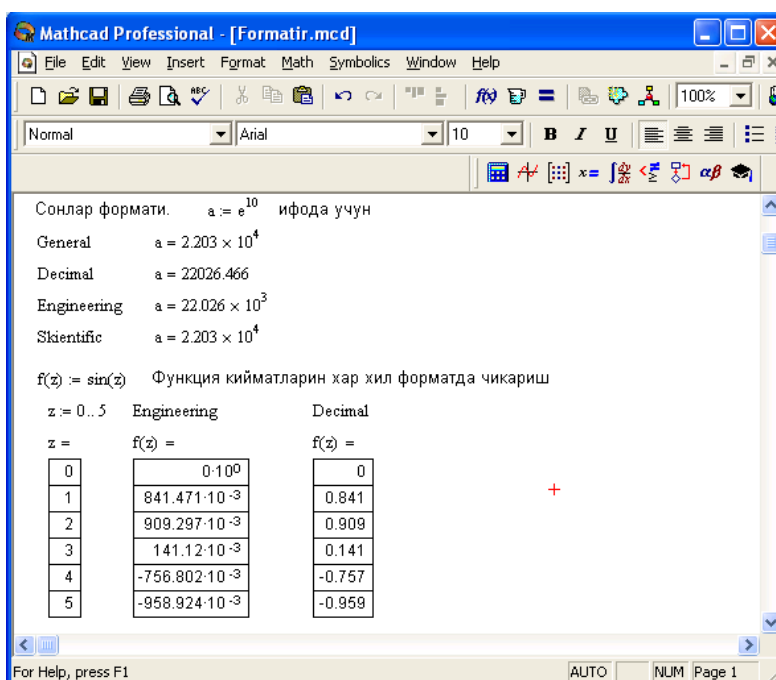 Mathcad Professional - [Formatir.mcd]
File Edit View Insert Format Math Symbolics Window Help
100%
Normal Arial 10 B I U
Сонлар формати. a := e^10 ифода учун
General a = 2.203 × 10^4
Decimal a = 22026.466
Engineering a = 22.026 × 10^3
Skientific a = 2.203 × 10^4
f(z) := sin(z) Функция кийматларин хар хил форматда чикариш
z := 0.. 5 Engineering Decimal
z = f(z) = f(z) =
0 0·10^0 0
1 841.471·10^-3 0.841
2 909.297·10^-3 0.909
3 141.12·10^-3 0.141
4 -756.802·10^-3 -0.757
5 -958.924·10^-3 -0.959
For Help, press F1 AUTO NUM Page 1